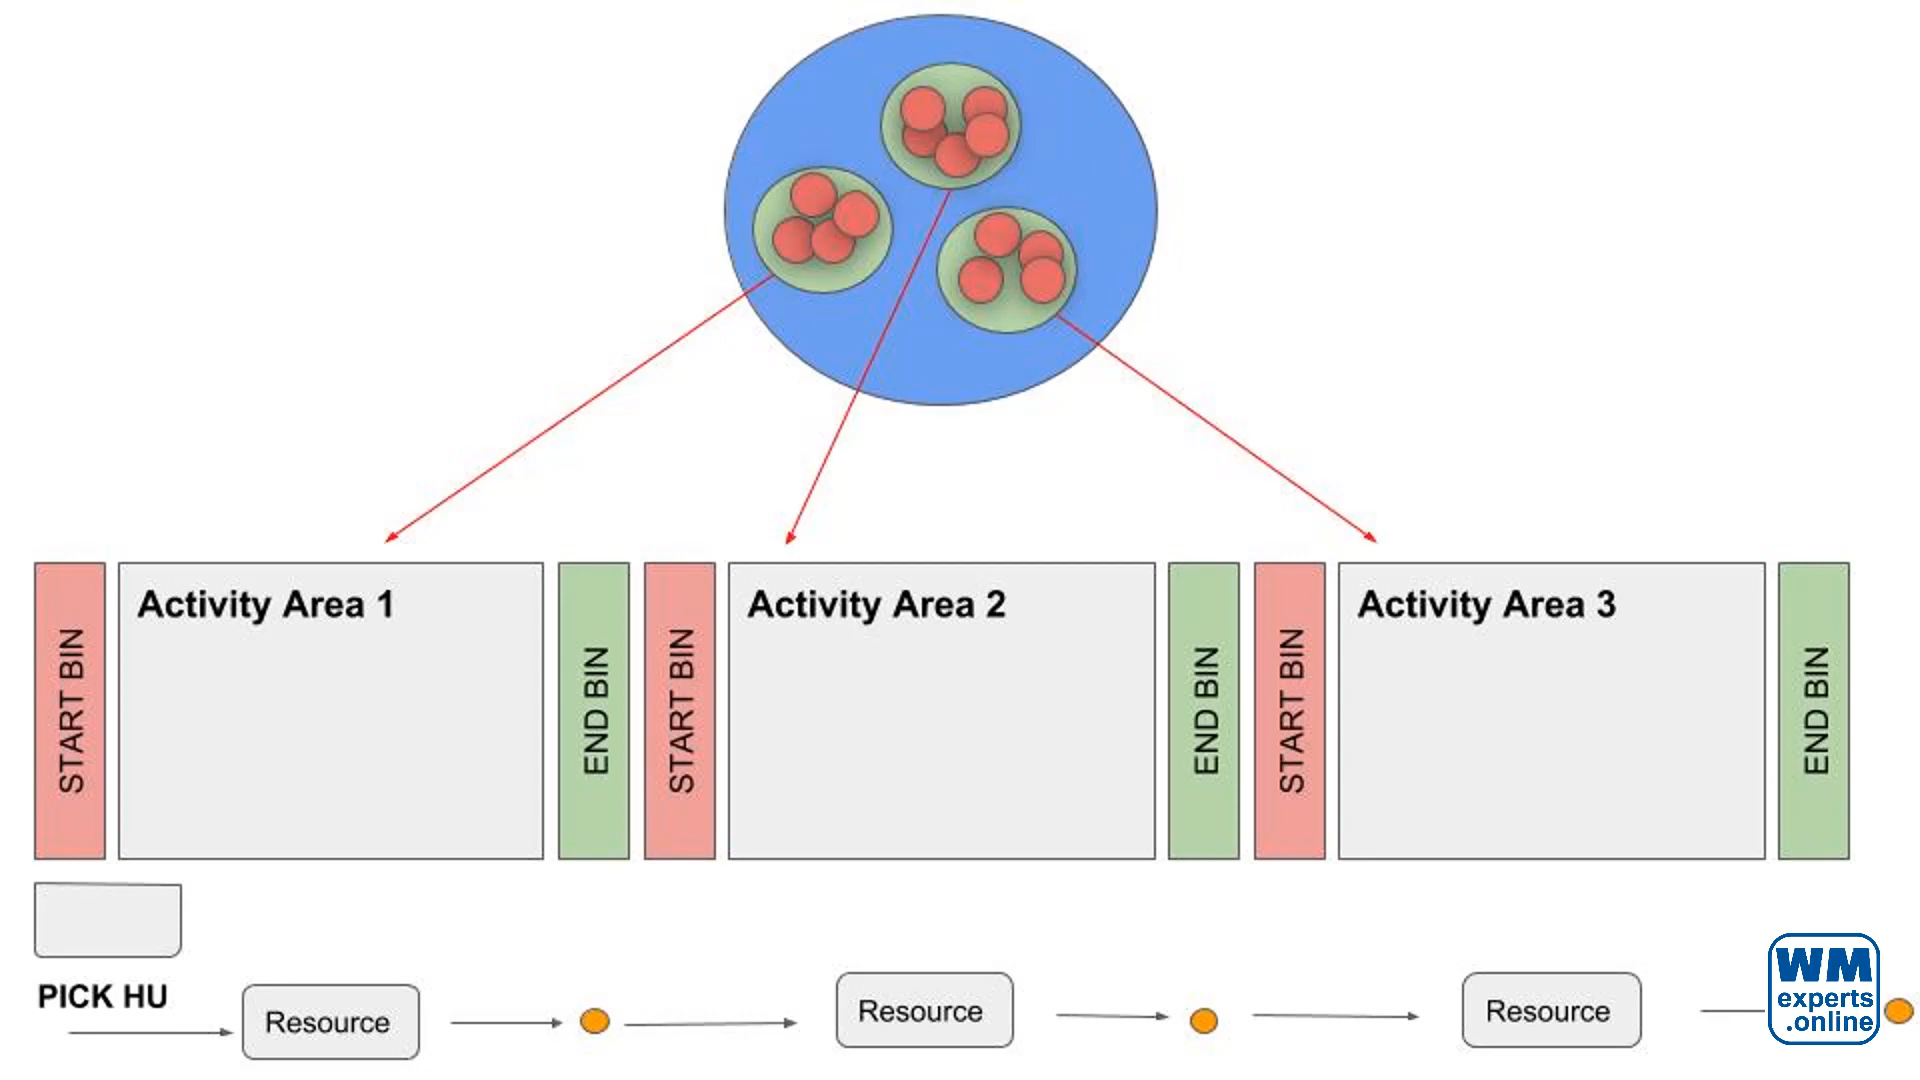 Activity Area 1
Activity Area 2
Activity Area 3
START BIN
END BIN
START BIN
END BIN
START BIN
END BIN
PICK HU
Resource
Resource
Resource
WM
experts
.online